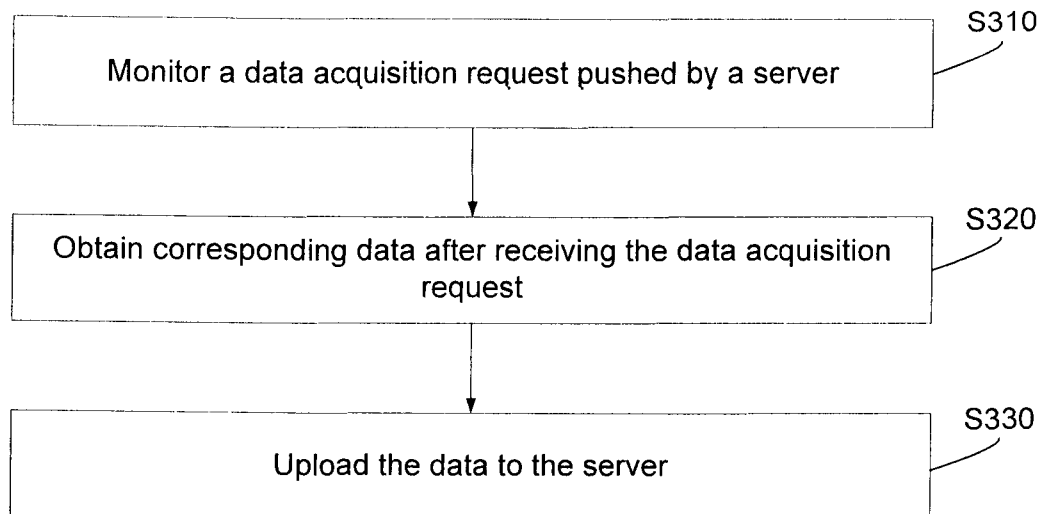 S310
Monitor a data acquisition request pushed by a server
S320
Obtain corresponding data after receiving the data acquisition
request
S330
Upload the data to the server